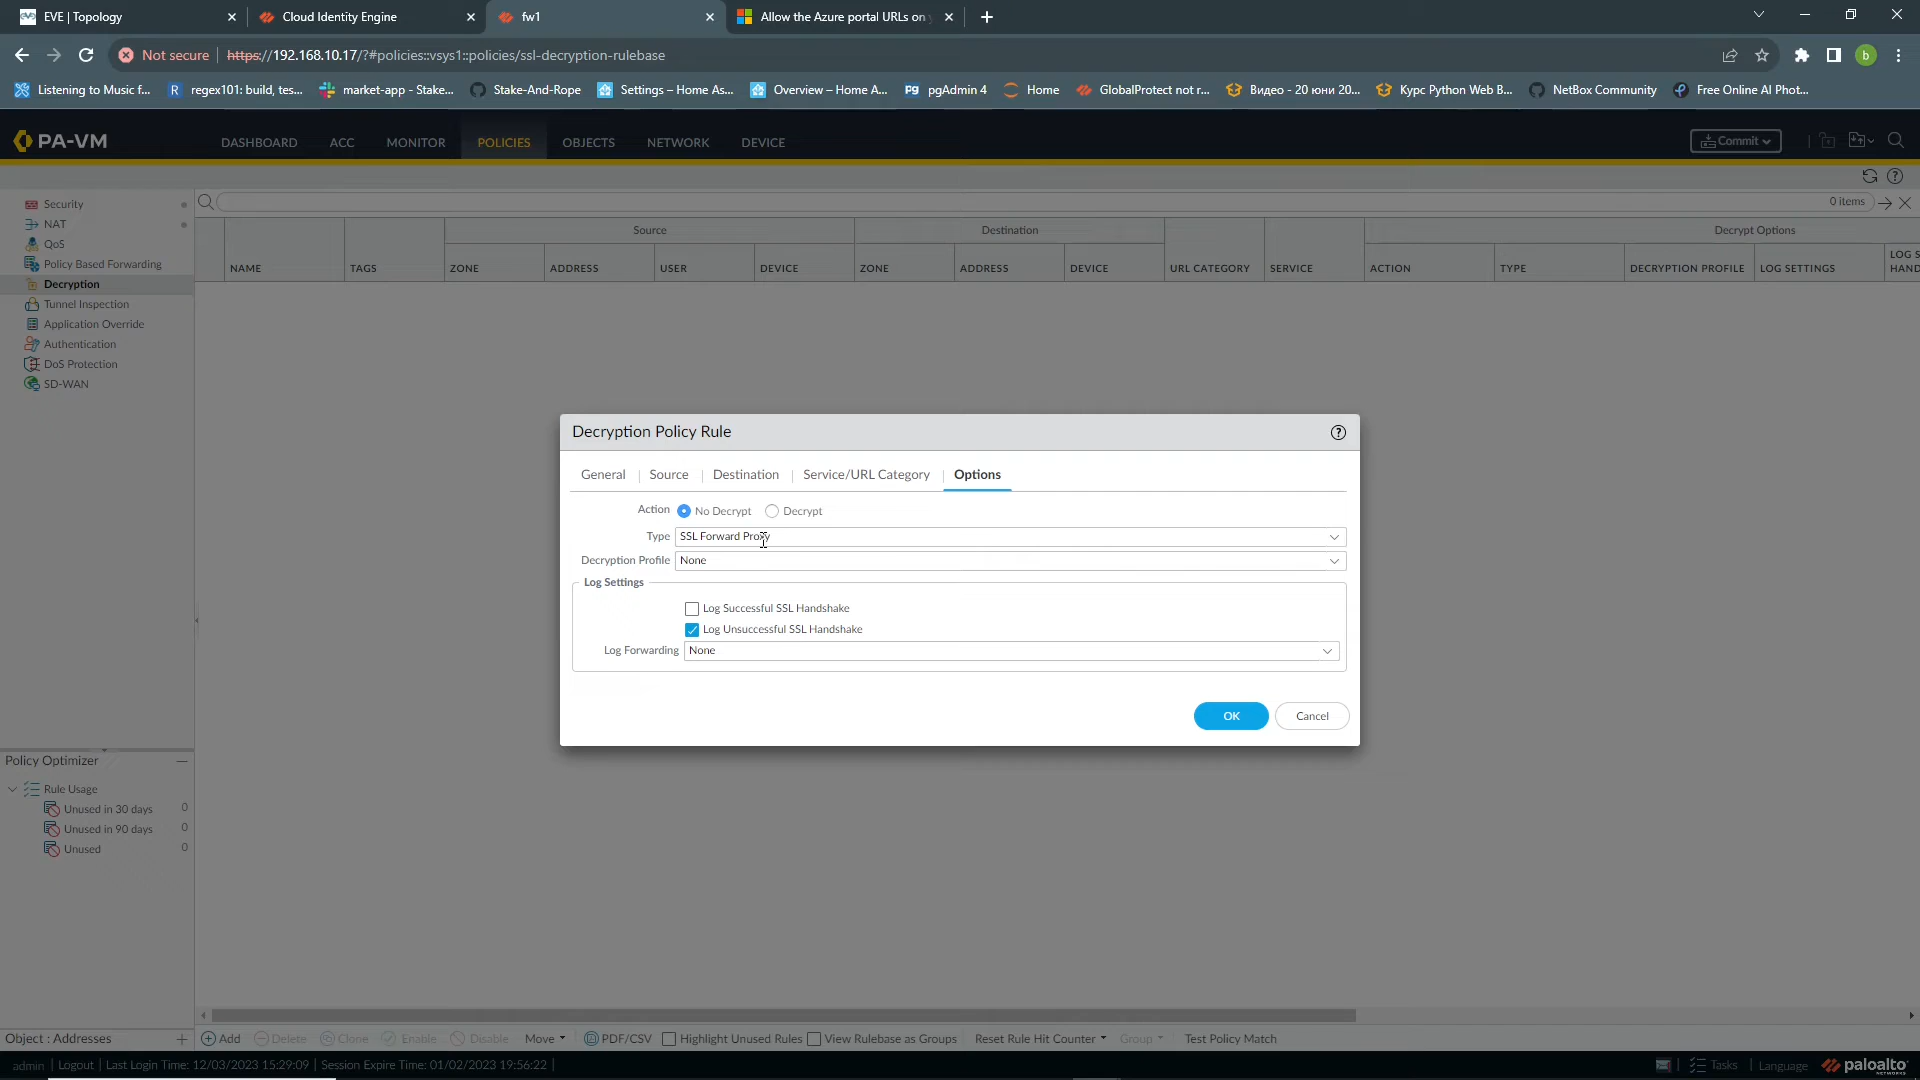 EVE | Topology
Cloud Identity Engine
fw1
Allow the Azure portal URLs on
Not secure
https://192.168.10.17/?#policies::vsys1::policies/ssl-decryption-rulebase
b
Listening to Music f...
R regex101: build, tes...
market-app - Stake...
Stake-And-Rope
Settings – Home As...
Overview – Home A...
pgAdmin 4
Home
GlobalProtect not r...
Видео - 20 юни 20...
Курс Python Web B...
NetBox Community
Free Online AI Phot...
PA-VM
DASHBOARD
ACC
MONITOR
POLICIES
OBJECTS
NETWORK
DEVICE
Commit
Security
NAT
QoS
Policy Based Forwarding
Decryption
Tunnel Inspection
Application Override
Authentication
DoS Protection
SD-WAN
0 items
Source
Destination
Decrypt Options
NAME
TAGS
ZONE
ADDRESS
USER
DEVICE
ZONE
ADDRESS
DEVICE
URL CATEGORY
SERVICE
ACTION
TYPE
DECRYPTION PROFILE
LOG SETTINGS
LOG S
HAND
Decryption Policy Rule
General
Source
Destination
Service/URL Category
Options
Action
No Decrypt
Decrypt
Type
SSL Forward Proxy
Decryption Profile
None
Log Settings
Log Successful SSL Handshake
Log Unsuccessful SSL Handshake
Log Forwarding
None
OK
Cancel
Policy Optimizer
Rule Usage
Unused in 30 days 0
Unused in 90 days 0
Unused 0
Object : Addresses
Add
Delete
Clone
Enable
Disable
Move
PDF/CSV
Highlight Unused Rules
View Rulebase as Groups
Reset Rule Hit Counter
Group
Test Policy Match
admin | Logout | Last Login Time: 12/03/2023 15:29:09 | Session Expire Time: 01/02/2023 19:56:22 |
Tasks | Language
paloalto
NETWORKS